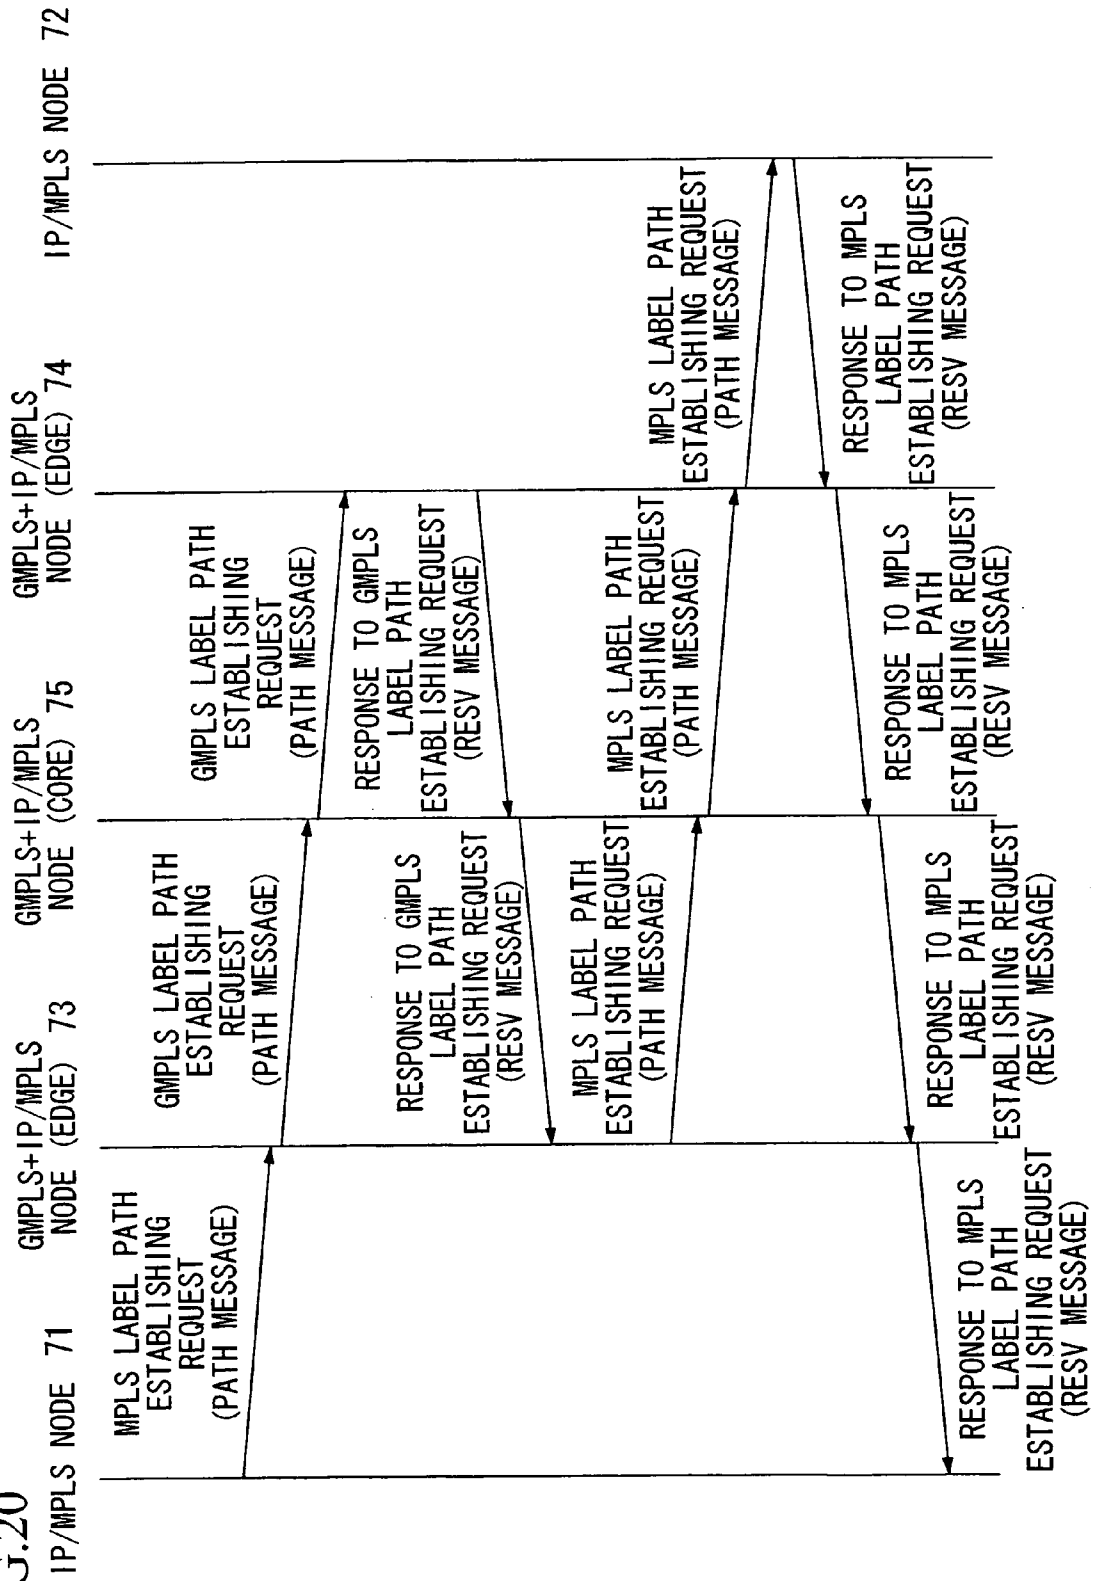 G.20
IP/MPLS NODE 71
GMPLS+IP/MPLS
NODE (EDGE) 73
GMPLS+IP/MPLS
NODE (CORE) 75
GMPLS+IP/MPLS
NODE (EDGE) 74
IP/MPLS NODE 72
MPLS LABEL PATH
ESTABLISHING
REQUEST
(PATH MESSAGE)
GMPLS LABEL PATH
ESTABLISHING
REQUEST
(PATH MESSAGE)
GMPLS LABEL PATH
ESTABLISHING
REQUEST
(PATH MESSAGE)
RESPONSE TO GMPLS
LABEL PATH
ESTABLISHING REQUEST
(RESV MESSAGE)
RESPONSE TO GMPLS
LABEL PATH
ESTABLISHING REQUEST
(RESV MESSAGE)
MPLS LABEL PATH
ESTABLISHING REQUEST
(PATH MESSAGE)
MPLS LABEL PATH
ESTABLISHING REQUEST
(PATH MESSAGE)
MPLS LABEL PATH
ESTABLISHING REQUEST
(PATH MESSAGE)
RESPONSE TO MPLS
LABEL PATH
ESTABLISHING REQUEST
(RESV MESSAGE)
RESPONSE TO MPLS
LABEL PATH
ESTABLISHING REQUEST
(RESV MESSAGE)
RESPONSE TO MPLS
LABEL PATH
ESTABLISHING REQUEST
(RESV MESSAGE)
RESPONSE TO MPLS
LABEL PATH
ESTABLISHING REQUEST
(RESV MESSAGE)